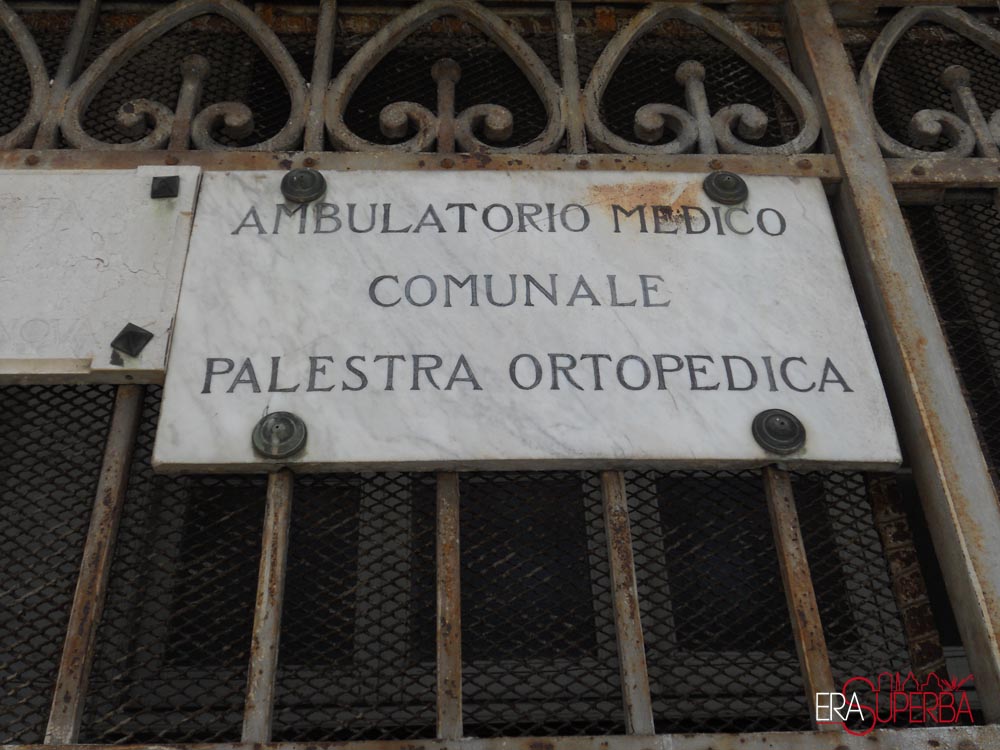 AMBULATORIO MEDICO
COMUNALE
PALESTRA ORTOPEDICA
ERA SUPERBA